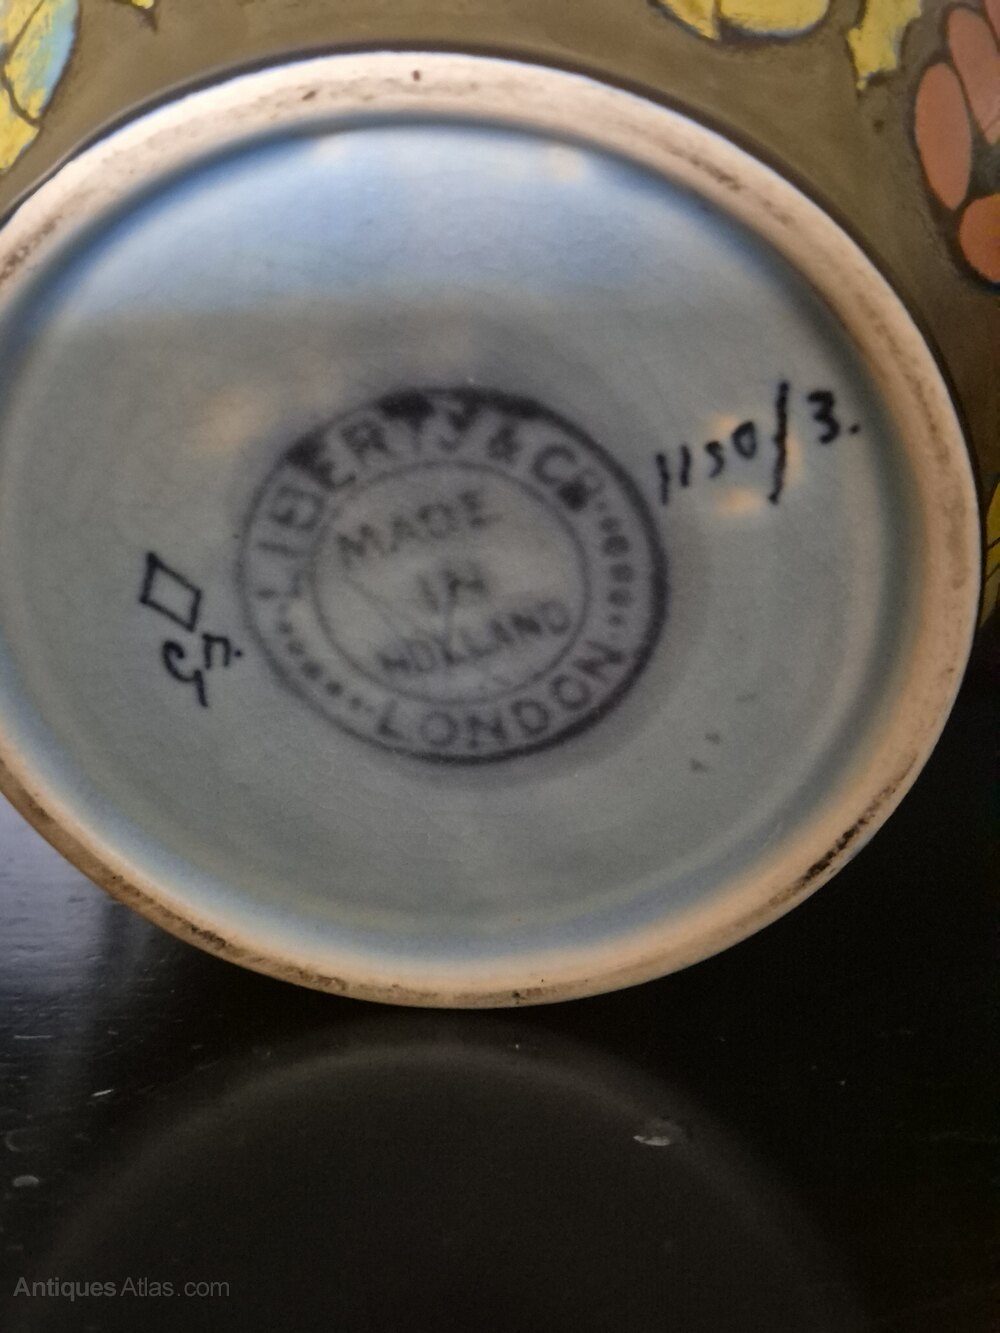 LIBERTY & Co
MADE
IN
HOLLAND
LONDON
1150/3.
AntiquesAtlas.com